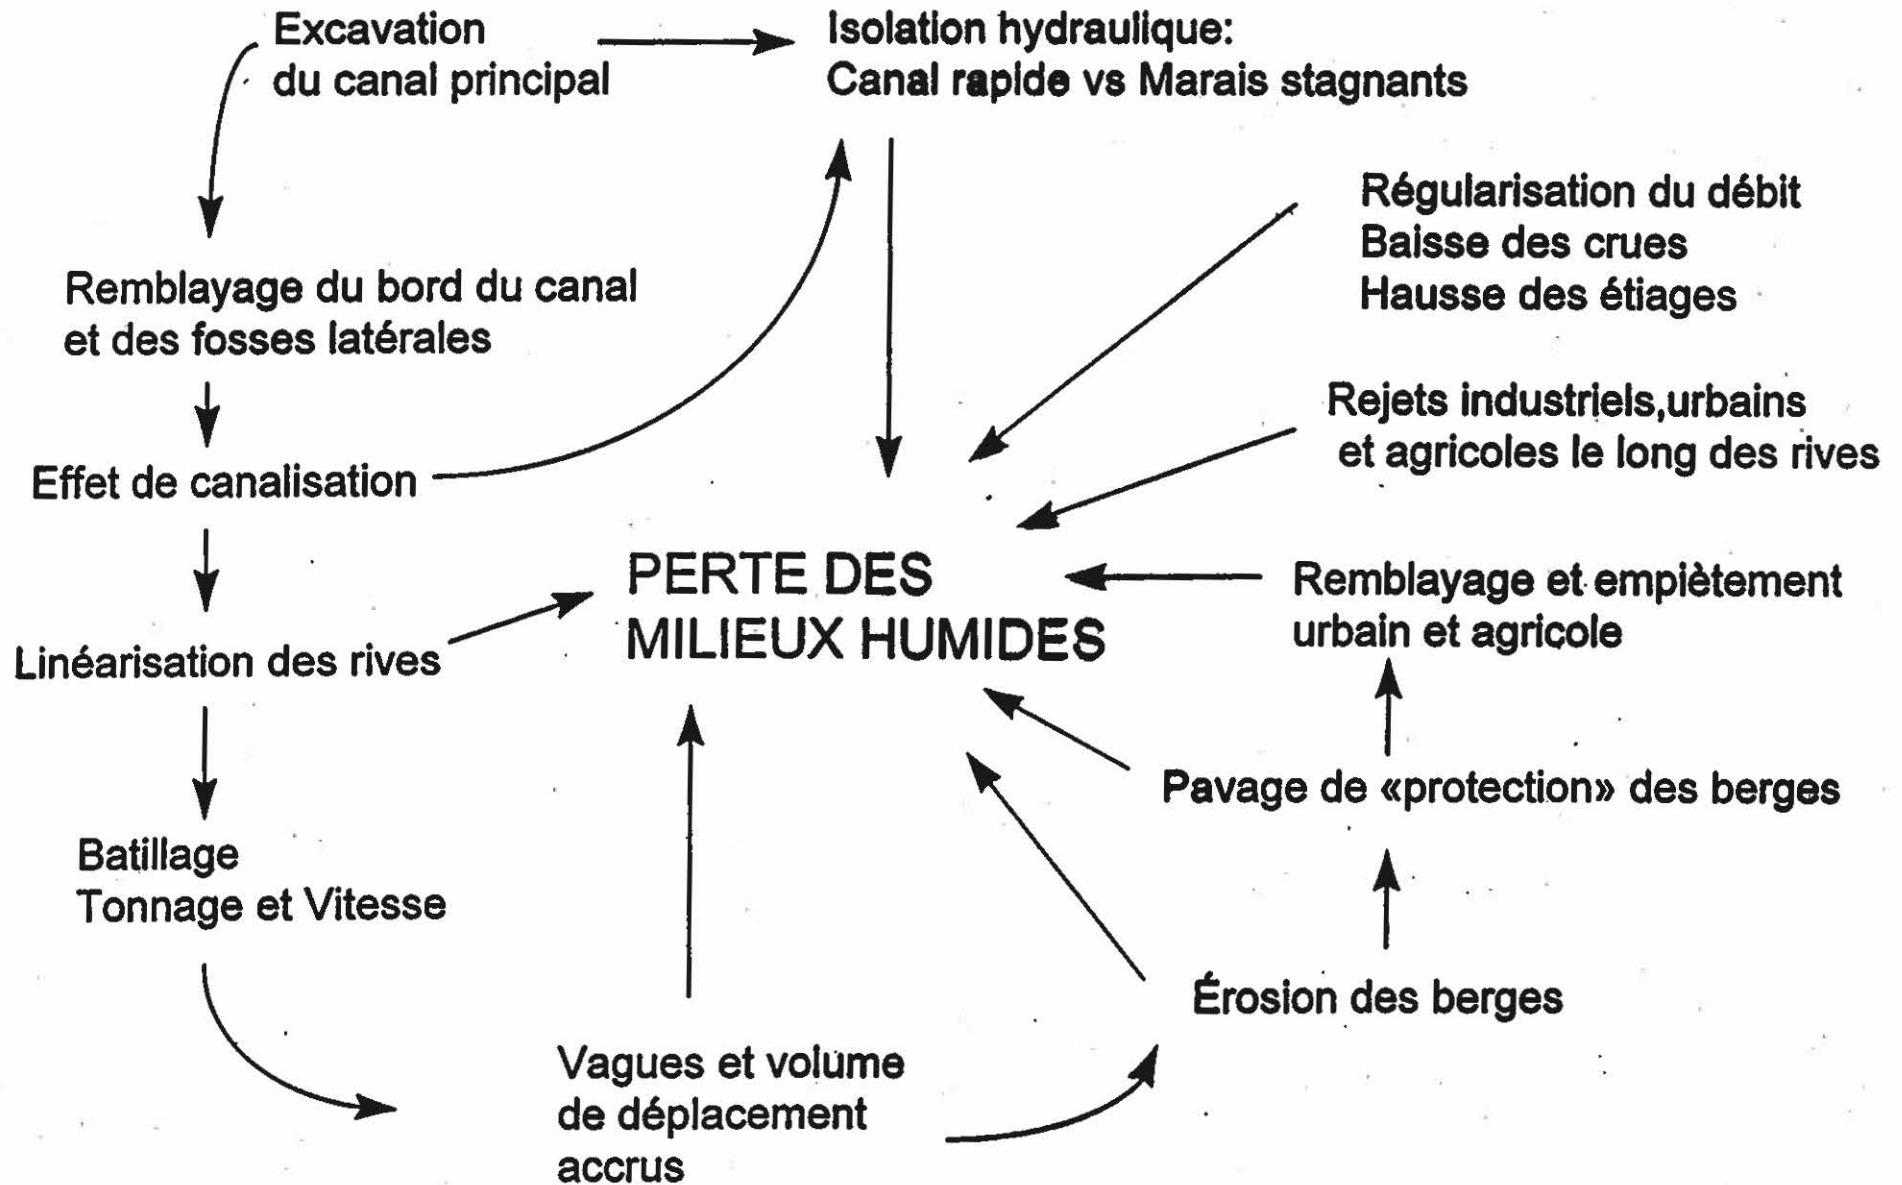 Excavation
du canal principal
Isolation hydraulique:
Canal rapide vs Marais stagnants
Régularisation du débit
Baisse des crues
Hausse des étiages
Remblayage du bord du canal
et des fosses latérales
Rejets industriels,urbains
et agricoles le long des rives
Effet de canalisation
PERTE DES
MILIEUX HUMIDES
Remblayage et empiètement
urbain et agricole
Linéarisation des rives
Pavage de «protection» des berges
Batillage
Tonnage et Vitesse
Érosion des berges
Vagues et volume
de déplacement
accrus